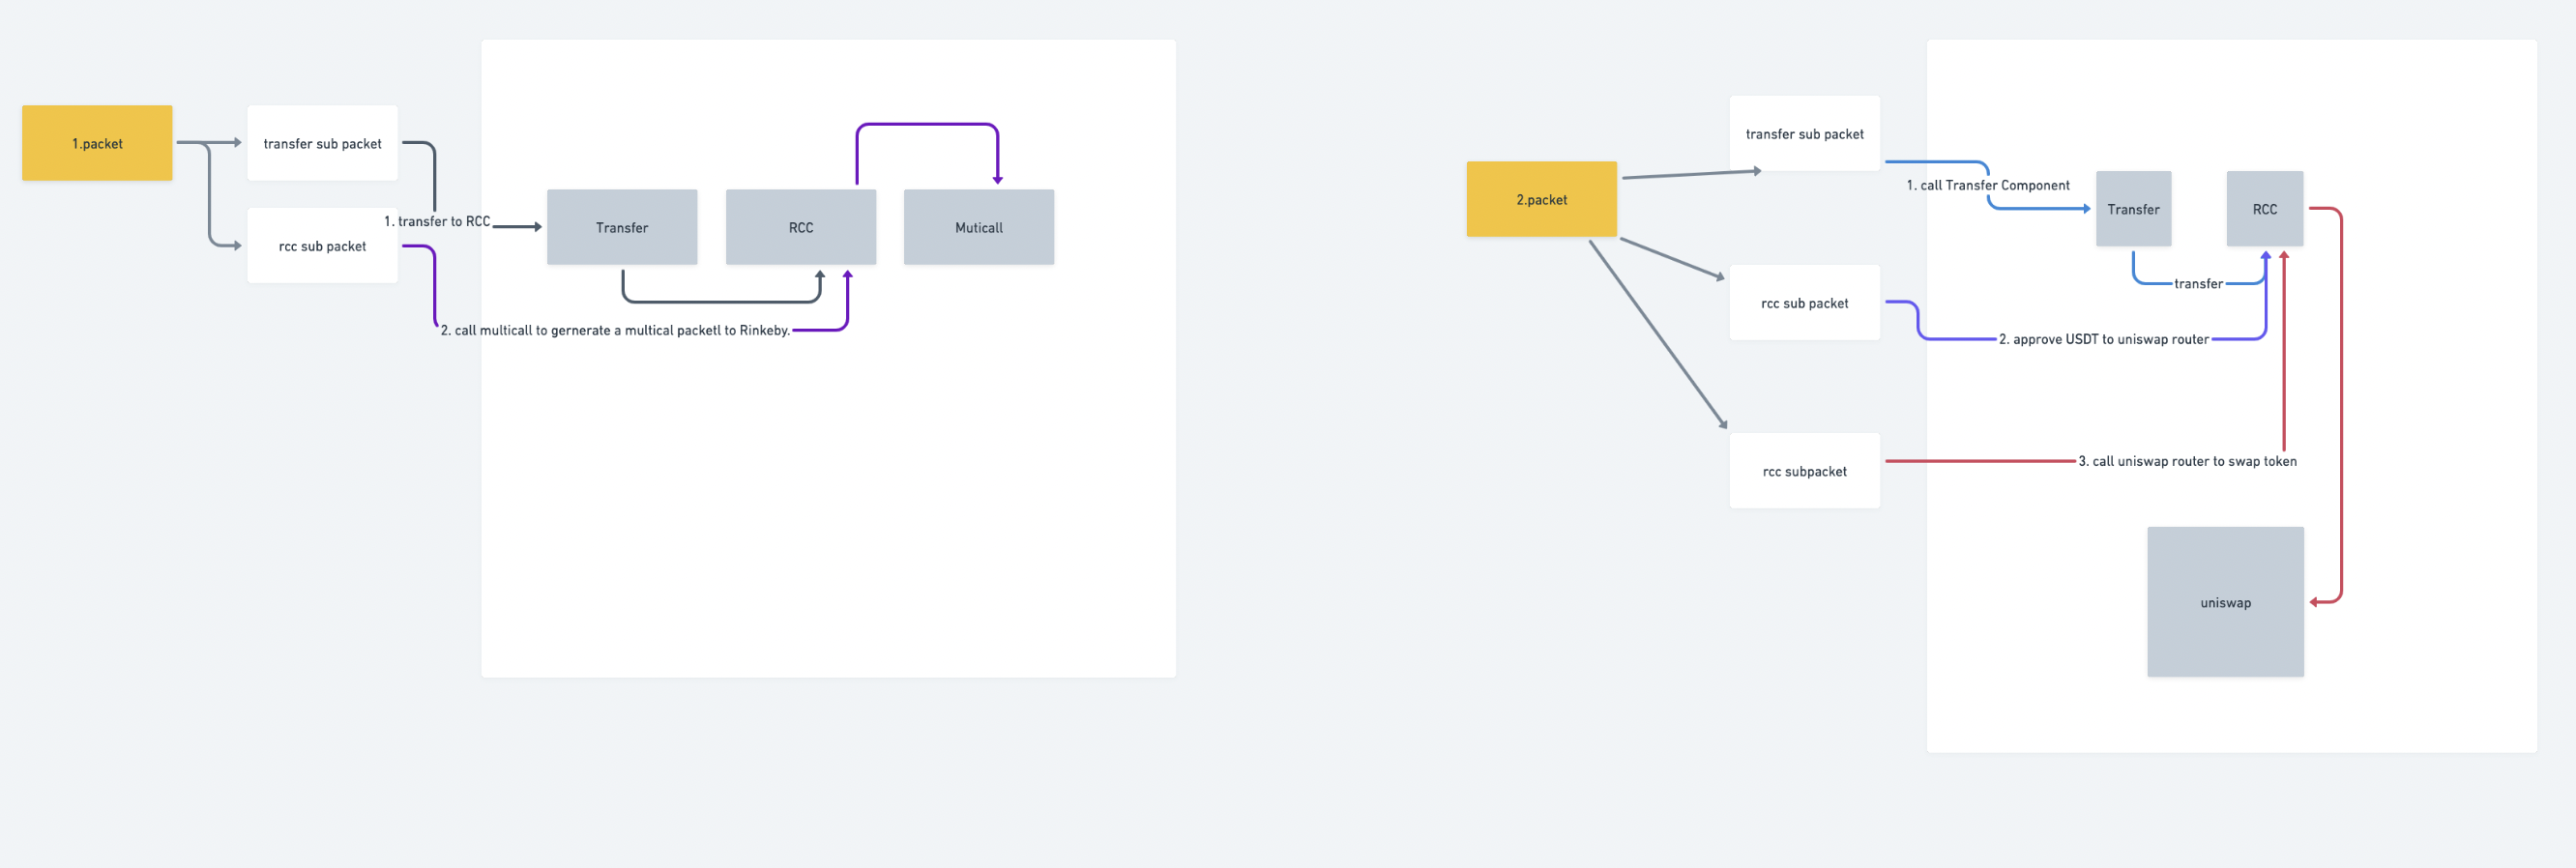 1.packet
transfer sub packet
rcc sub packet
1. transfer to RCC
Transfer
RCC
Muticall
2. call multicall to gernerate a multical packetl to Rinkeby.
2.packet
transfer sub packet
rcc sub packet
rcc subpacket
1. call Transfer Component
Transfer
RCC
transfer
2. approve USDT to uniswap router
3. call uniswap router to swap token
uniswap